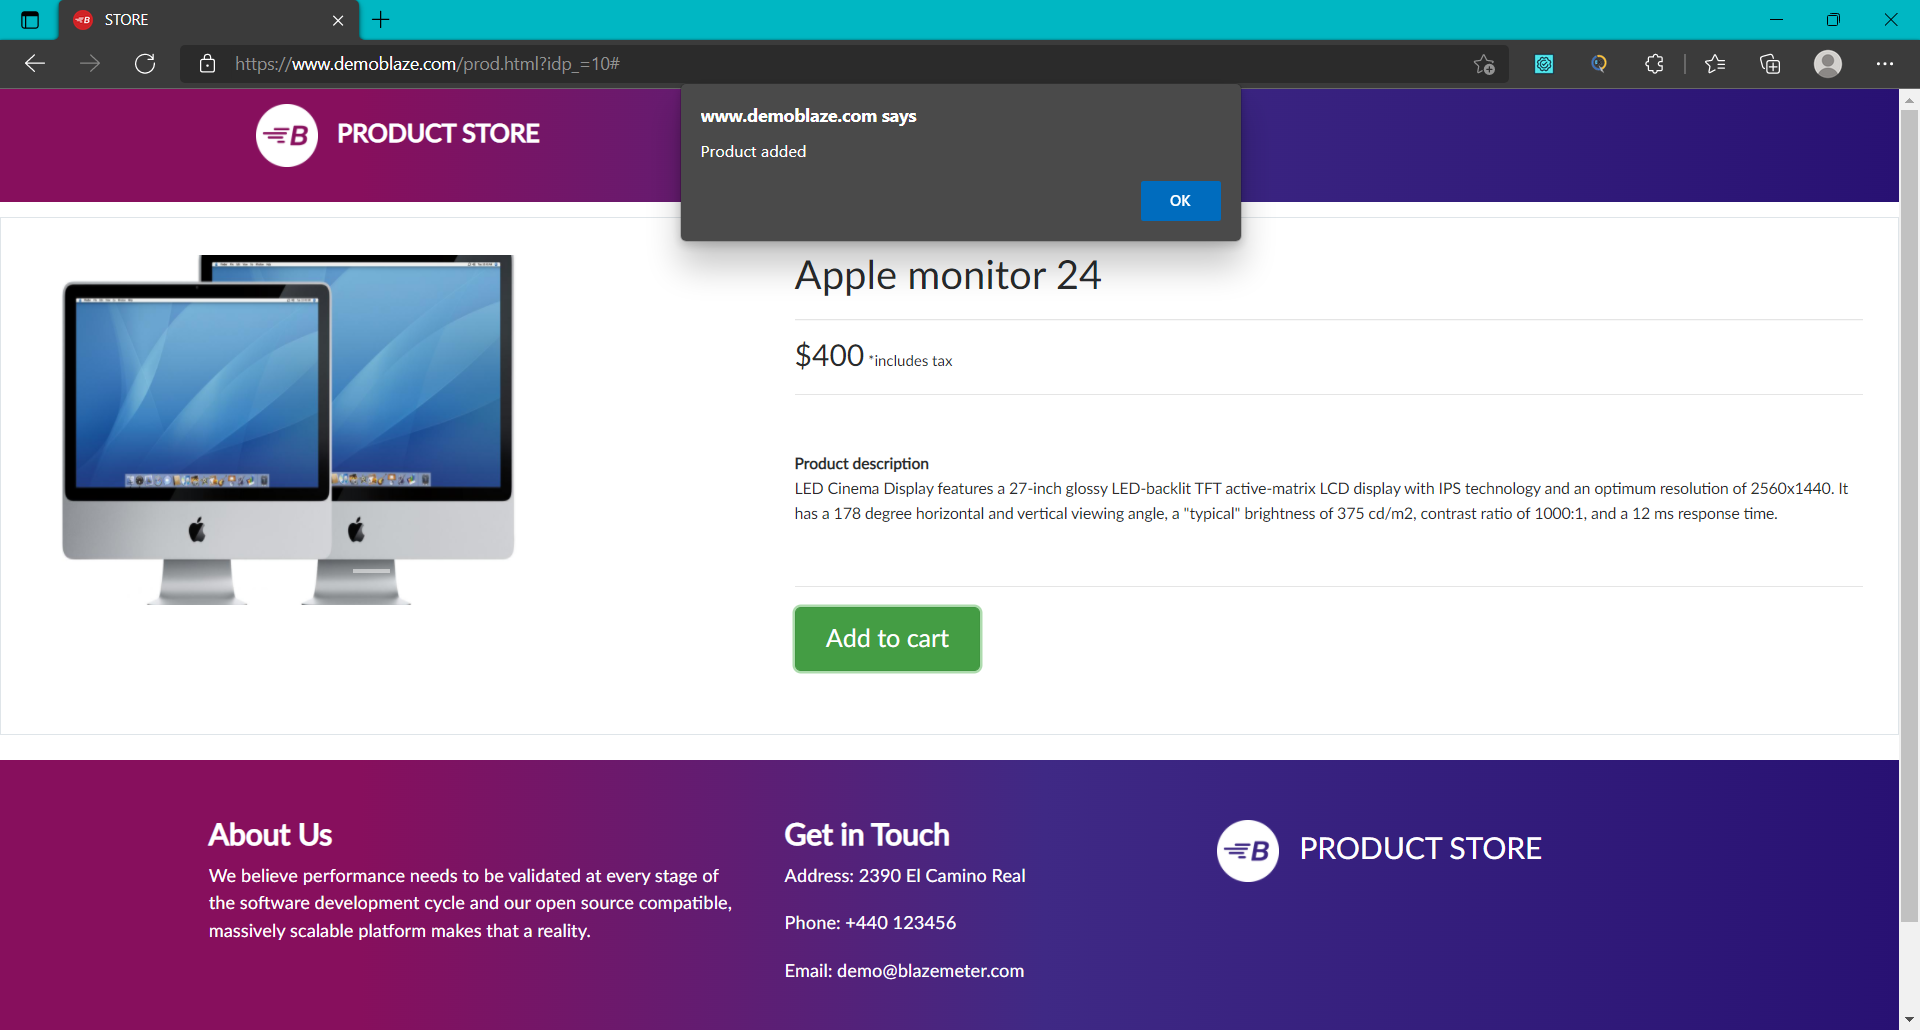 STORE
https://www.demoblaze.com/prod.html?idp_=10#
www.demoblaze.com says
Product added
OK
B PRODUCT STORE
Apple monitor 24
$400 *includes tax
Product description
LED Cinema Display features a 27-inch glossy LED-backlit TFT active-matrix LCD display with IPS technology and an optimum resolution of 2560x1440. It
has a 178 degree horizontal and vertical viewing angle, a "typical" brightness of 375 cd/m2, contrast ratio of 1000:1, and a 12 ms response time.
Add to cart
About Us
We believe performance needs to be validated at every stage of
the software development cycle and our open source compatible,
massively scalable platform makes that a reality.
Get in Touch
Address: 2390 El Camino Real
Phone: +440 123456
Email: demo@blazemeter.com
B PRODUCT STORE